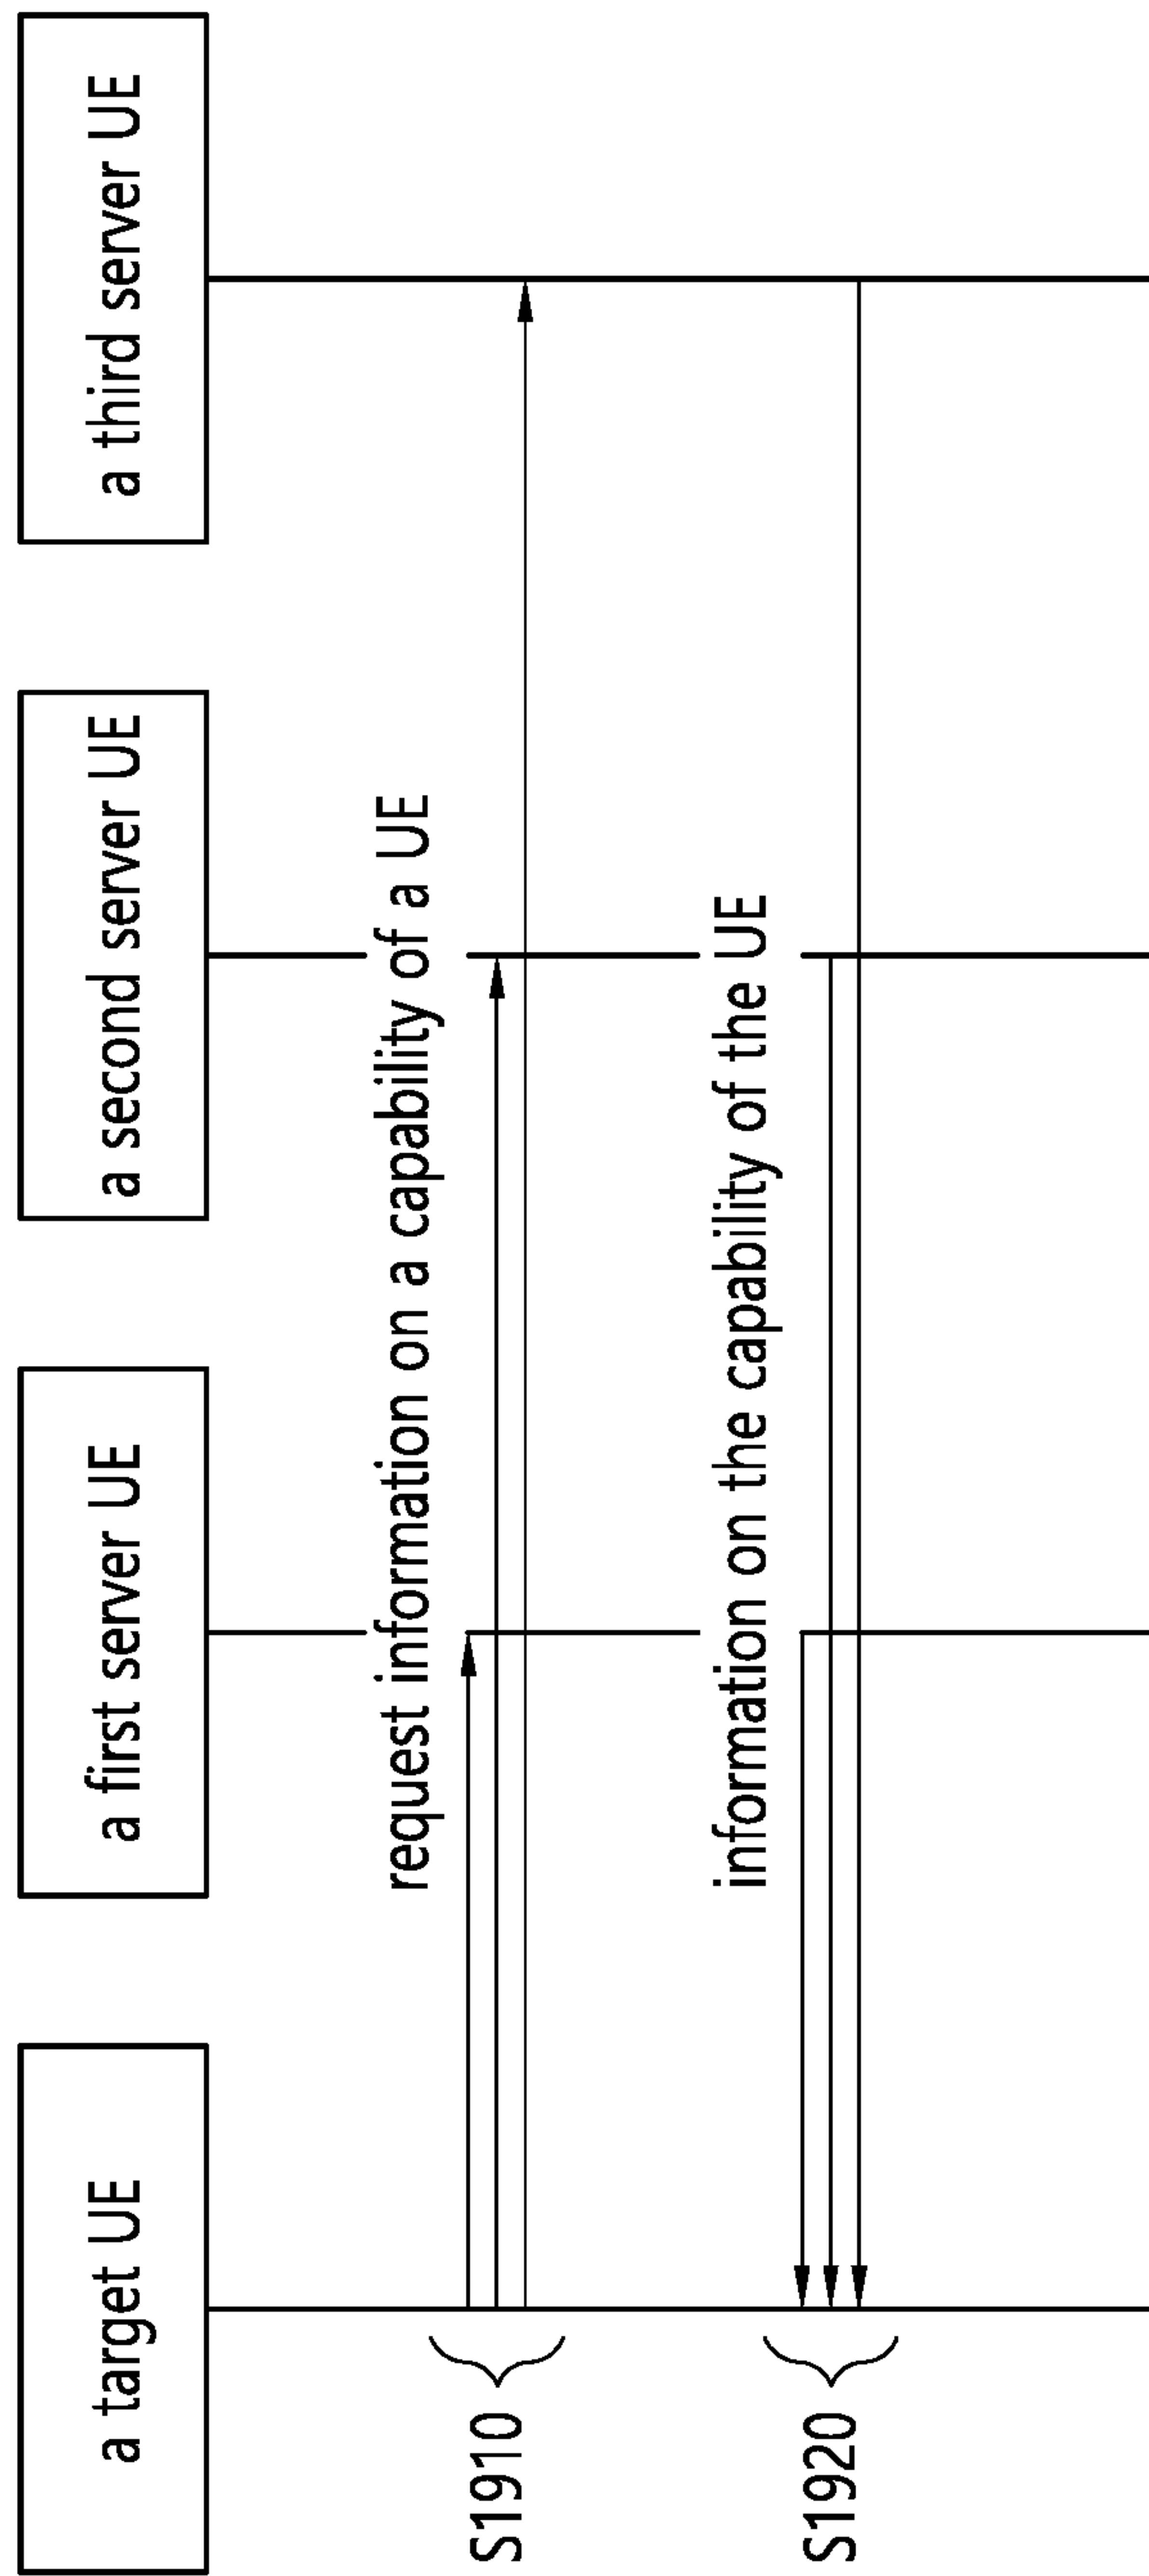 a target UE
a first server UE
a second server UE
a third server UE
request information on a capability of a UE
S1910
information on the capability of the UE
S1920